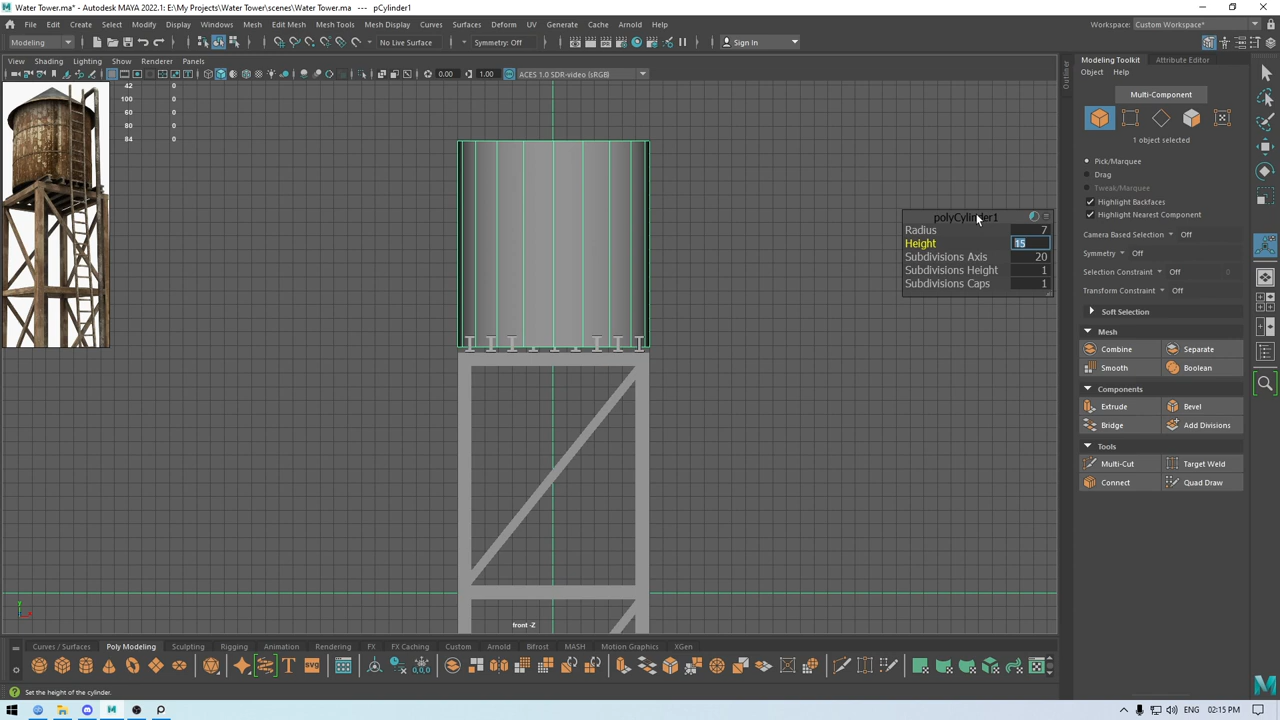 Water Tower.ma* - Autodesk MAYA 2022.1: E:\My Projects\Water Tower\scenes\Water Tower.ma --- pCylinder1
File Edit Create Select Modify Display Windows Mesh Edit Mesh Mesh Tools Mesh Display Curves Surfaces Deform UV Generate Cache Arnold Help
Workspace: Custom Workspace*
Modeling
No Live Surface
Symmetry: Off
Sign In
View Shading Lighting Show Renderer Panels
0.00
1.00
ACES 1.0 SDR-video (sRGB)
42 0
100 0
60 0
80 0
84 0
polyCylinder1
Radius 7
Height 15
Subdivisions Axis 20
Subdivisions Height 1
Subdivisions Caps 1
front -Z
Outliner
Modeling Toolkit Attribute Editor
Object Help
Multi-Component
1 object selected
Pick/Marquee
Drag
Tweak/Marquee
Highlight Backfaces
Highlight Nearest Component
Camera Based Selection Off
Symmetry Off
Selection Constraint Off
Transform Constraint Off
Soft Selection
Mesh
Combine Separate
Smooth Boolean
Components
Extrude Bevel
Bridge Add Divisions
Tools
Multi-Cut Target Weld
Connect Quad Draw
Curves / Surfaces Poly Modeling Sculpting Rigging Animation Rendering FX FX Caching Custom Arnold Bifrost MASH Motion Graphics XGen
T
SVG
0,0,0
Set the height of the cylinder.
ENG 02:15 PM